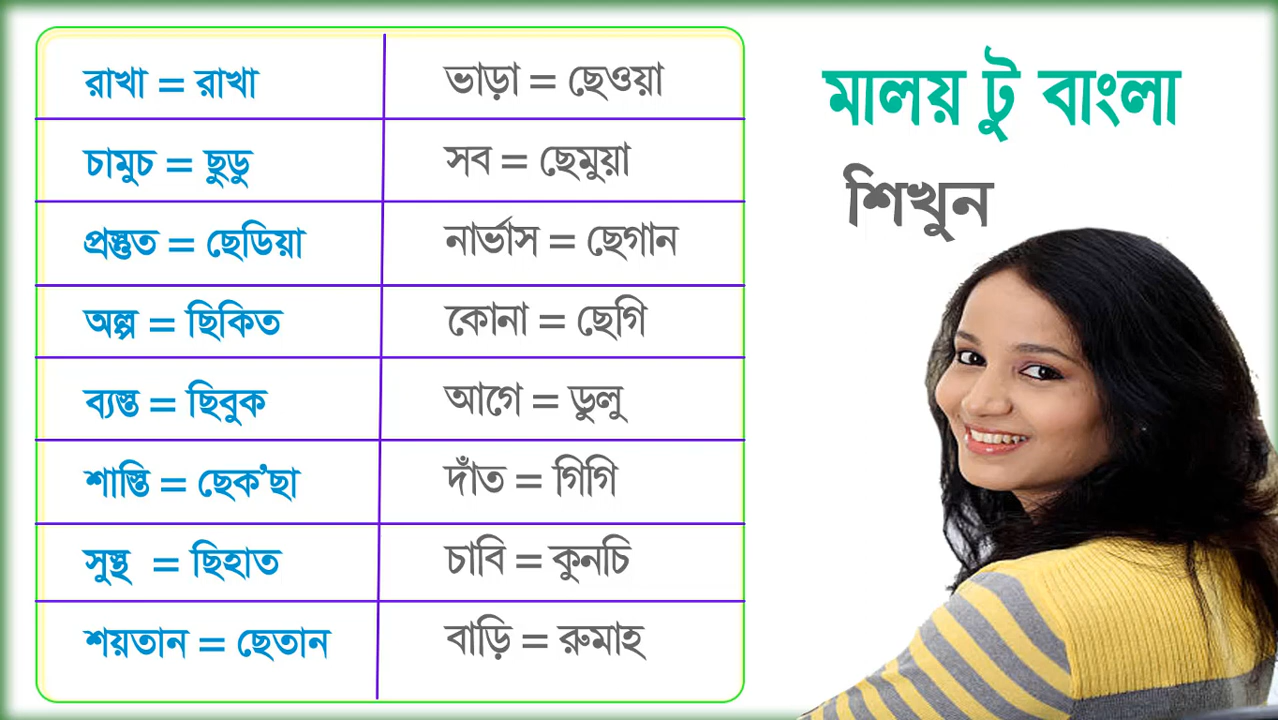 রাখা = রাখা
চামুচ = ছুডু
প্রস্তুত = ছেডিয়া
অল্প = ছিকিত
ব্যস্ত = ছিবুক
শাস্তি = ছেক'ছা
সুস্থ = ছিহাত
শয়তান = ছেতান
ভাড়া = ছেওয়া
সব = ছেমুয়া
নার্ভাস = ছেগান
কোনা = ছেগি
আগে = ডুলু
দাঁত = গিগি
চাবি = কুনচি
বাড়ি = রুমাহ
মালয় টু বাংলা
শিখুন